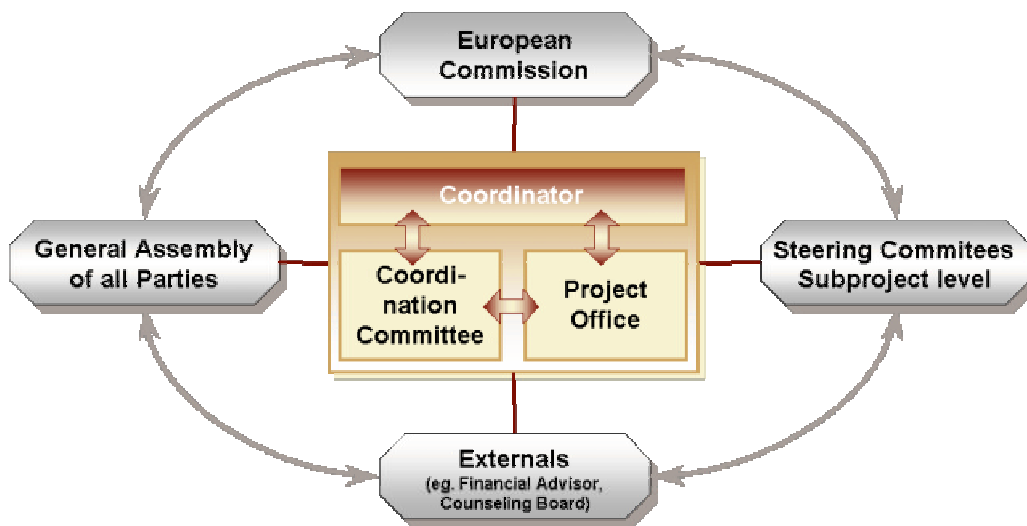 European
Commission
Coordinator
General Assembly
of all Parties
Coordi-
nation
Committee
Project
Office
Steering Commitees
Subproject level
Externals
(eg. Financial Advisor,
Counseling Board)